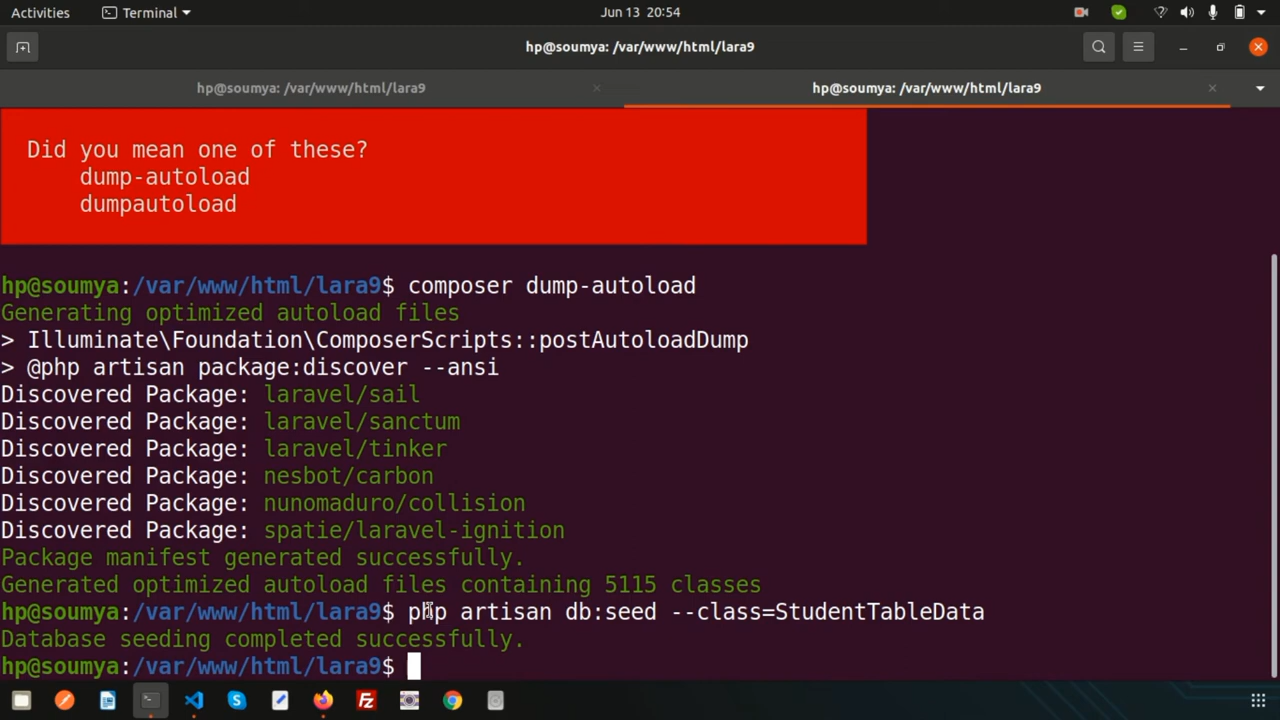 Activities
Terminal
Jun 13 20:54
hp@soumya: /var/www/html/lara9
hp@soumya: /var/www/html/lara9
hp@soumya: /var/www/html/lara9
Did you mean one of these?
dump-autoload
dumpautoload
hp@soumya:/var/www/html/lara9$ composer dump-autoload
Generating optimized autoload files
> Illuminate\Foundation\ComposerScripts::postAutoloadDump
> @php artisan package:discover --ansi
Discovered Package: laravel/sail
Discovered Package: laravel/sanctum
Discovered Package: laravel/tinker
Discovered Package: nesbot/carbon
Discovered Package: nunomaduro/collision
Discovered Package: spatie/laravel-ignition
Package manifest generated successfully.
Generated optimized autoload files containing 5115 classes
hp@soumya:/var/www/html/lara9$ php artisan db:seed --class=StudentTableData
Database seeding completed successfully.
hp@soumya:/var/www/html/lara9$